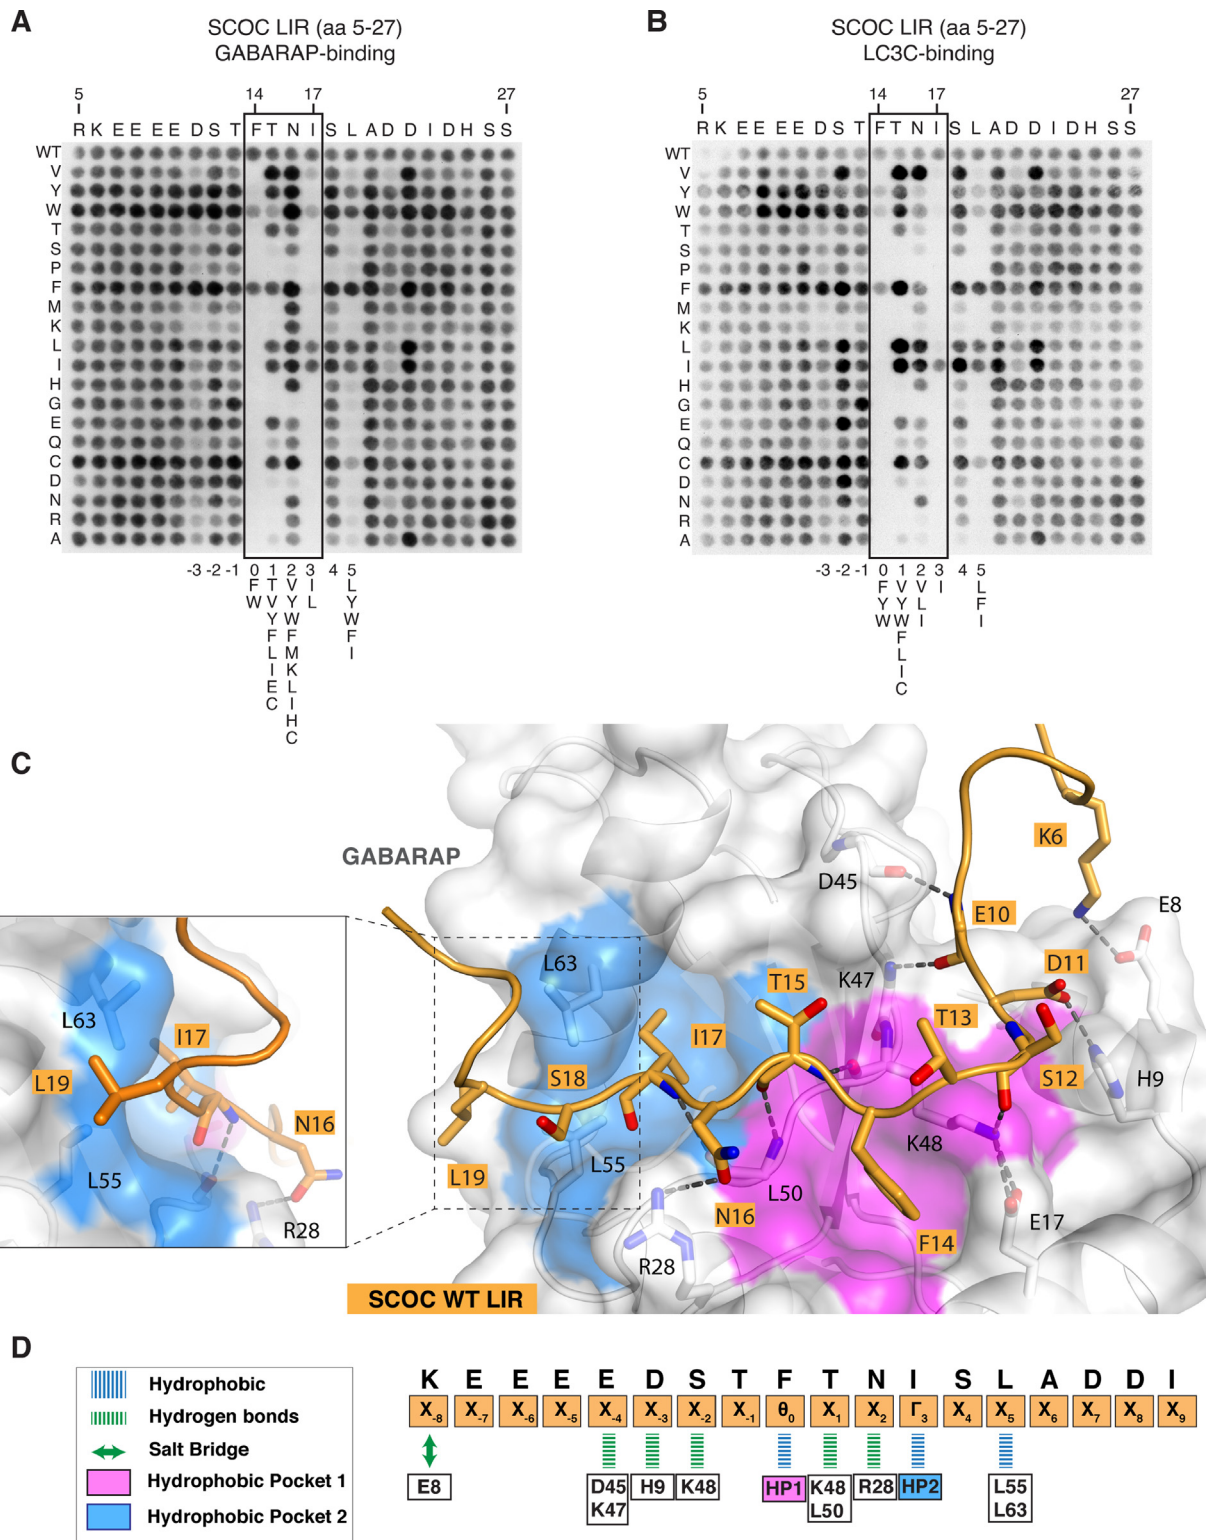 A
SCOC LIR (aa 5-27)
GABARAP-binding
5 14 17 27
R K E E E E D S T F T N I S L A D D I D H S S
WT
V
Y
W
T
S
P
F
M
K
L
I
H
G
E
Q
C
D
N
R
A
-3 -2 -1 0 1 2 3 4 5
F T V I L
W V Y L Y
Y W W
F F F
L M I
I K
E L
C I
H
C
B
SCOC LIR (aa 5-27)
LC3C-binding
5 14 17 27
R K E E E E D S T F T N I S L A D D I D H S S
WT
V
Y
W
T
S
P
F
M
K
L
I
H
G
E
Q
C
D
N
R
A
-3 -2 -1 0 1 2 3 4 5
F V V I L
Y Y L F
W W I I
F
L
I
C
C
GABARAP
D45
K6
E10
E8
L63
K47
D11
T15
T13
I17
S18
S12
H9
L55
K48
L19
L50
N16
E17
R28
F14
L63
I17
L19
N16
L55
R28
SCOC WT LIR
D
Hydrophobic
Hydrogen bonds
Salt Bridge
Hydrophobic Pocket 1
Hydrophobic Pocket 2
K E E E E D S T F T N I S L A D D I
X-8 X-7 X-6 X-5 X-4 X-3 X-2 X-1 θ0 X1 X2 Γ3 X4 X5 X6 X7 X8 X9
E8 D45 H9 K48 HP1 K48 R28 HP2 L55
K47 L50 L63